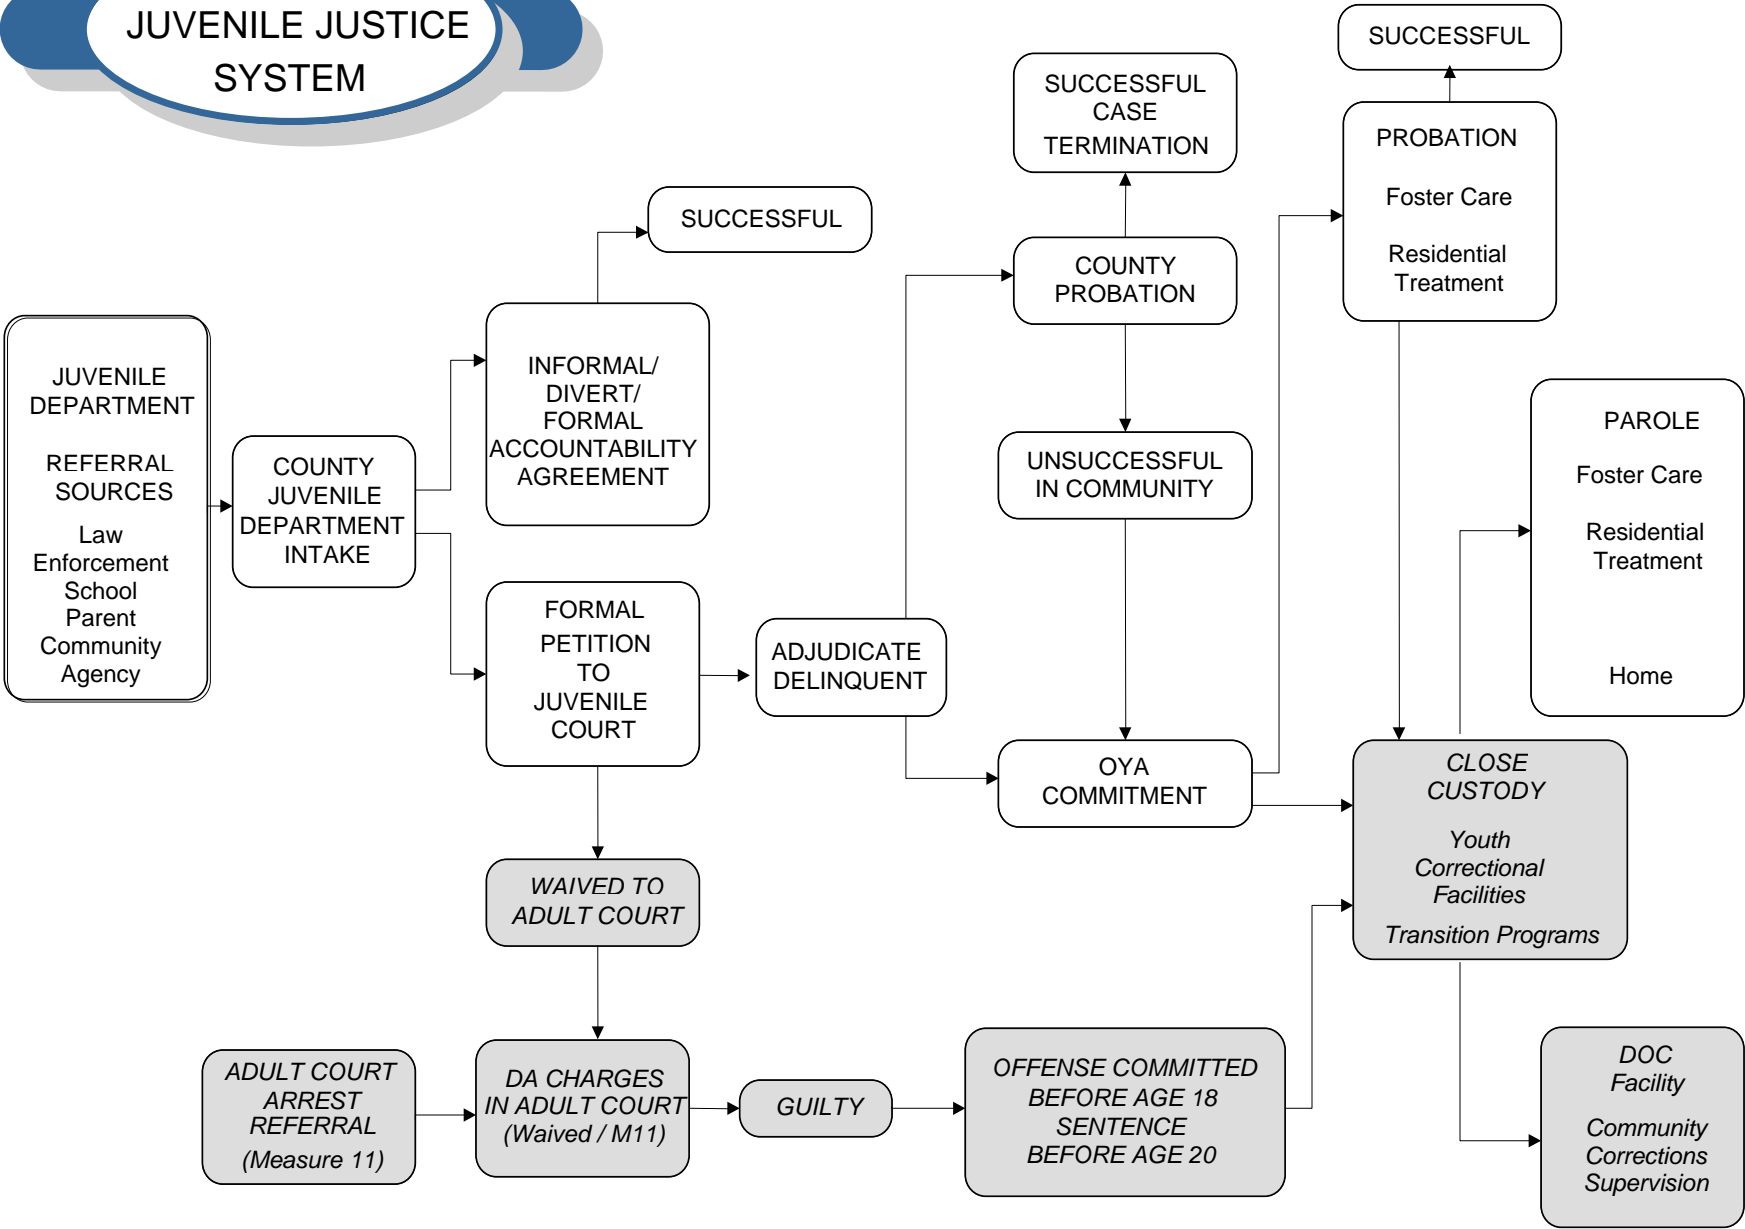 JUVENILE JUSTICE
SYSTEM
SUCCESSFUL
SUCCESSFUL
CASE
TERMINATION
PROBATION
Foster Care
Residential
Treatment
SUCCESSFUL
COUNTY
PROBATION
JUVENILE
DEPARTMENT
REFERRAL
SOURCES
Law
Enforcement
School
Parent
Community
Agency
COUNTY
JUVENILE
DEPARTMENT
INTAKE
INFORMAL/
DIVERT/
FORMAL
ACCOUNTABILITY
AGREEMENT
UNSUCCESSFUL
IN COMMUNITY
PAROLE
Foster Care
Residential
Treatment
Home
FORMAL
PETITION
TO
JUVENILE
COURT
ADJUDICATE
DELINQUENT
OYA
COMMITMENT
CLOSE
CUSTODY
Youth
Correctional
Facilities
Transition Programs
WAIVED TO
ADULT COURT
ADULT COURT
ARREST
REFERRAL
(Measure 11)
DA CHARGES
IN ADULT COURT
(Waived / M11)
GUILTY
OFFENSE COMMITTED
BEFORE AGE 18
SENTENCE
BEFORE AGE 20
DOC
Facility
Community
Corrections
Supervision